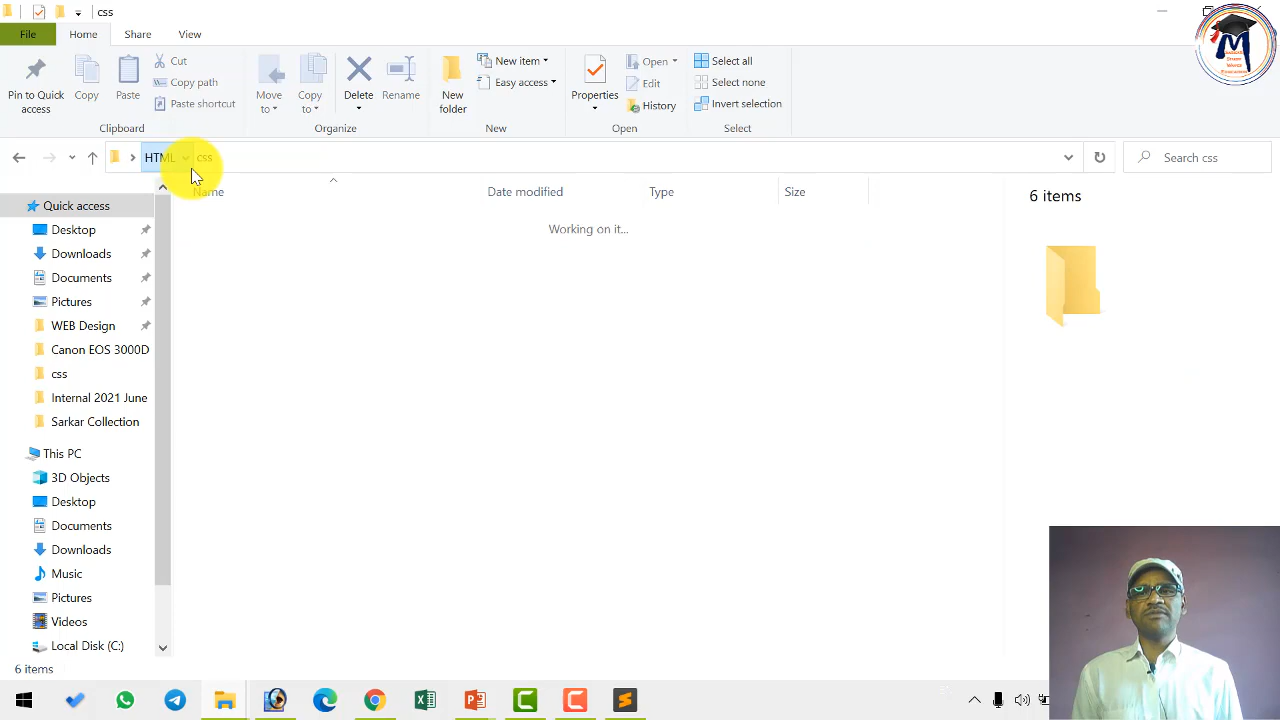 css
File Home Share View
Pin to Quick access
Copy
Paste
Cut
Copy path
Paste shortcut
Clipboard
Move to
Copy to
Delete
Rename
Organize
New folder
New item
Easy access
New
Properties
Open
Edit
History
Open
Select all
Select none
Invert selection
Select
HTML css
Search css
Name Date modified Type Size
Working on it...
6 items
Quick access
Desktop
Downloads
Documents
Pictures
WEB Design
Canon EOS 3000D
css
Internal 2021 June
Sarkar Collection
This PC
3D Objects
Desktop
Documents
Downloads
Music
Pictures
Videos
Local Disk (C:)
6 items